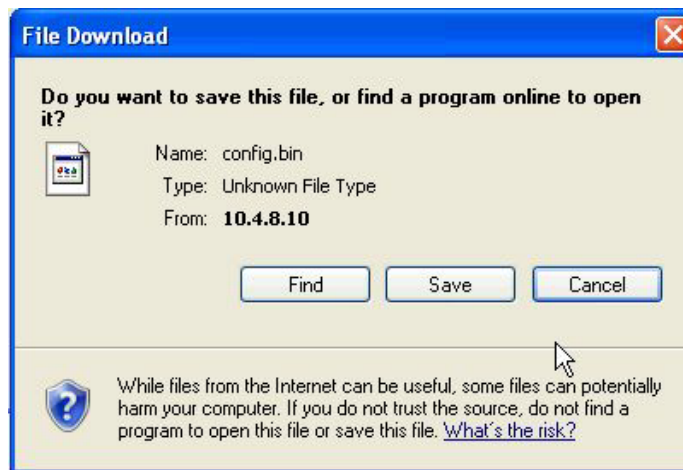 File Download
Do you want to save this file, or find a program online to open
it?
Name: config.bin
Type: Unknown File Type
From: 10.4.8.10
Find Save Cancel
While files from the Internet can be useful, some files can potentially
harm your computer. If you do not trust the source, do not find a
program to open this file or save this file. What's the risk?